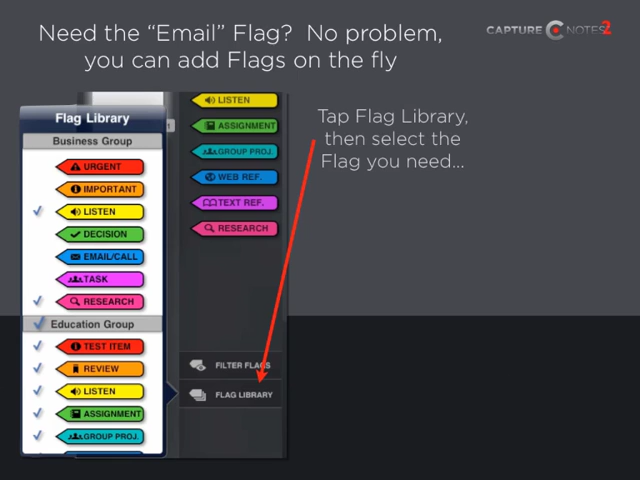 Need the “Email” Flag?  No problem,
you can add Flags on the fly
CAPTURE NOTES 2
Tap Flag Library,
then select the
Flag you need...
Flag Library
Business Group
URGENT
IMPORTANT
LISTEN
DECISION
EMAIL/CALL
TASK
RESEARCH
Education Group
TEST ITEM
REVIEW
LISTEN
ASSIGNMENT
GROUP PROJ.
LISTEN
ASSIGNMENT
GROUP PROJ.
WEB REF.
TEXT REF.
RESEARCH
FILTER FLAGS
FLAG LIBRARY